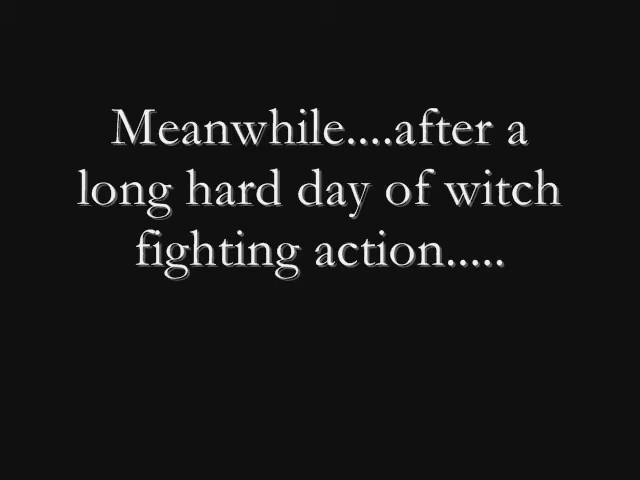 Meanwhile....after a
long hard day of witch
fighting action.....